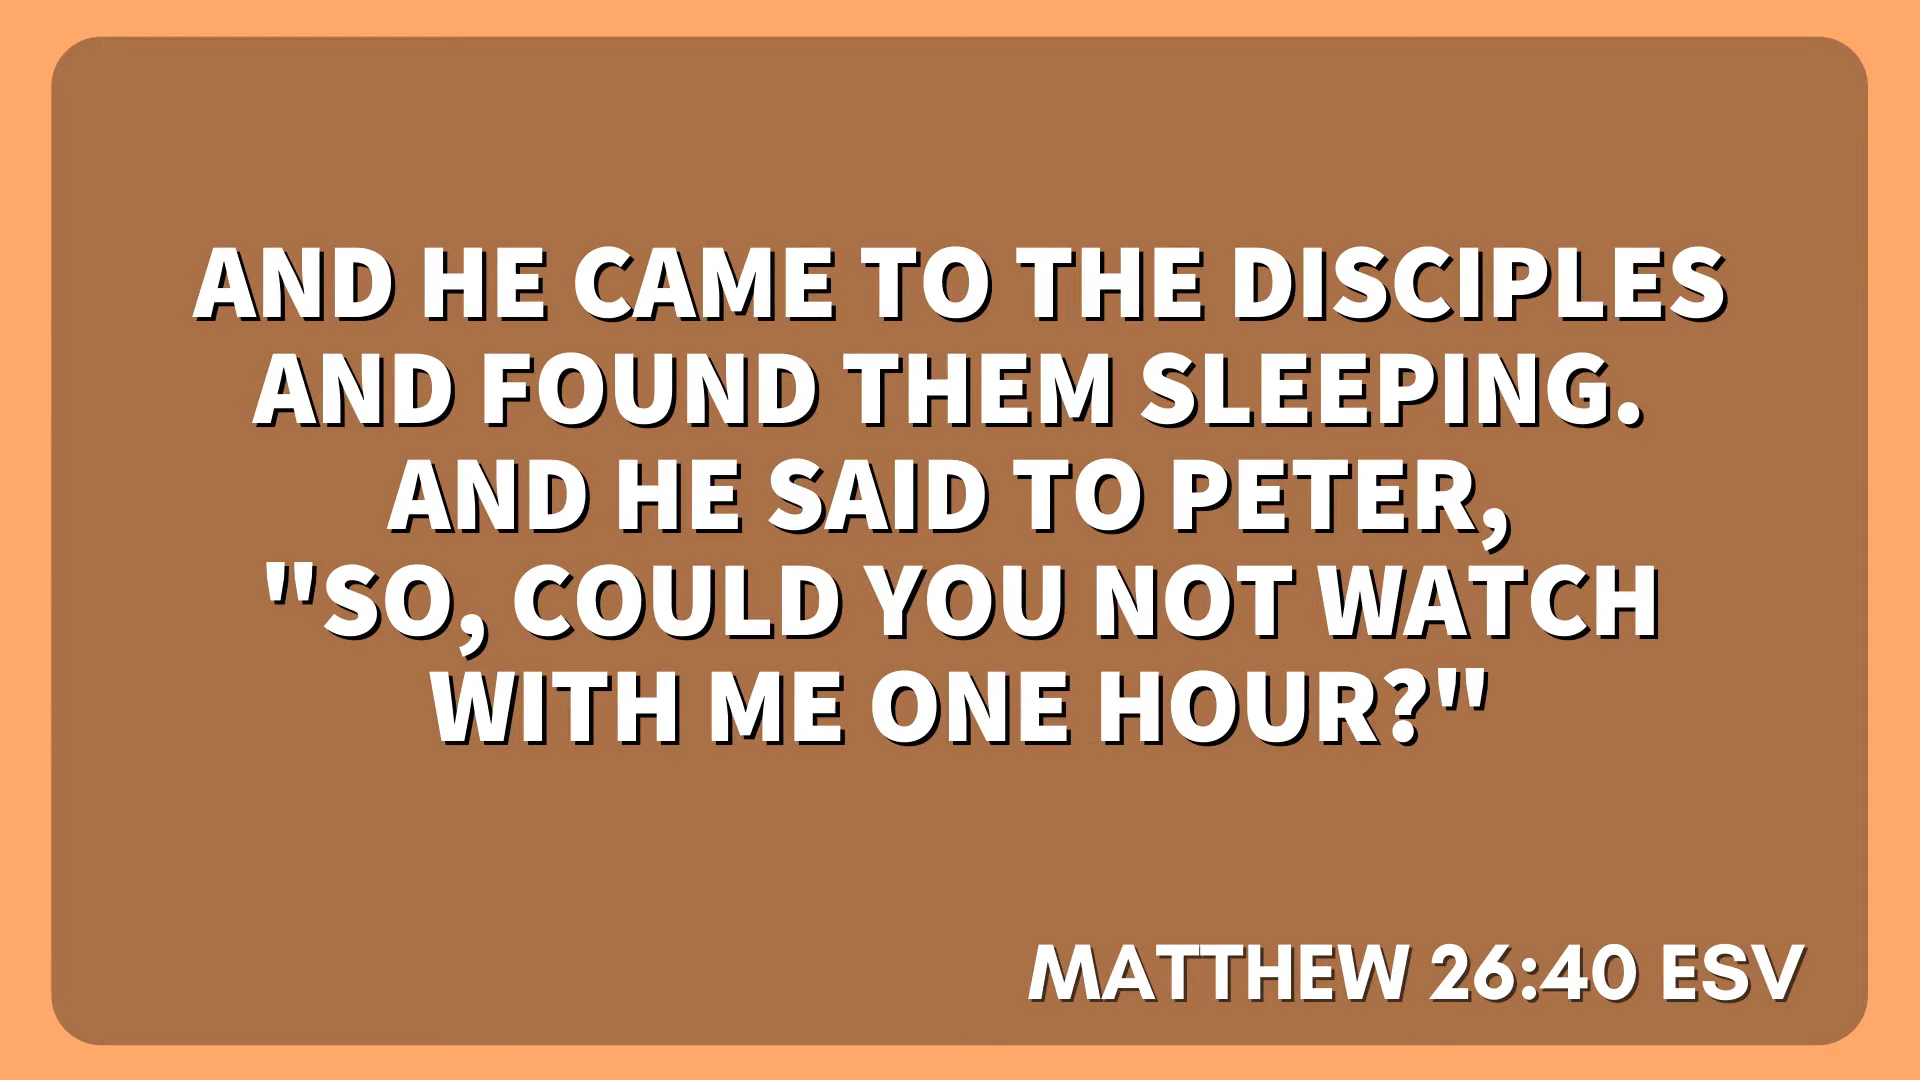 AND HE CAME TO THE DISCIPLES
AND FOUND THEM SLEEPING.
AND HE SAID TO PETER,
"SO, COULD YOU NOT WATCH
WITH ME ONE HOUR?"
MATTHEW 26:40 ESV